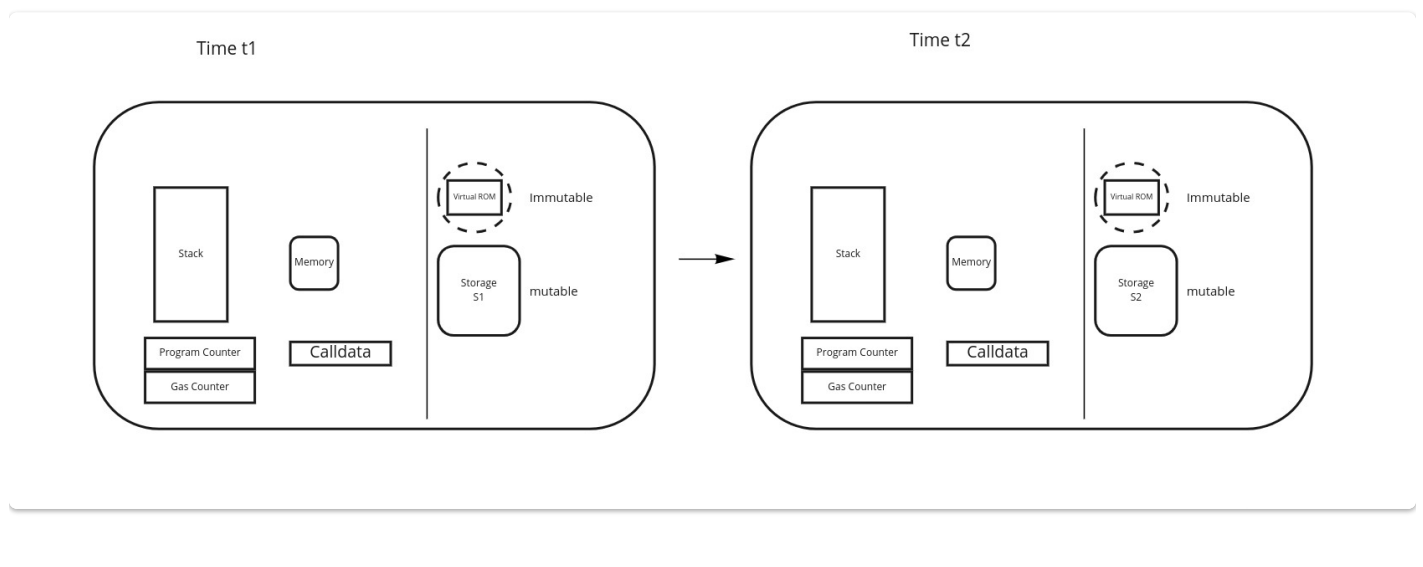 Time t1
Time t2
Virtual ROM
Immutable
Stack
Memory
Storage
S1
mutable
Program Counter
Calldata
Gas Counter
Virtual ROM
Immutable
Stack
Memory
Storage
S2
mutable
Program Counter
Calldata
Gas Counter